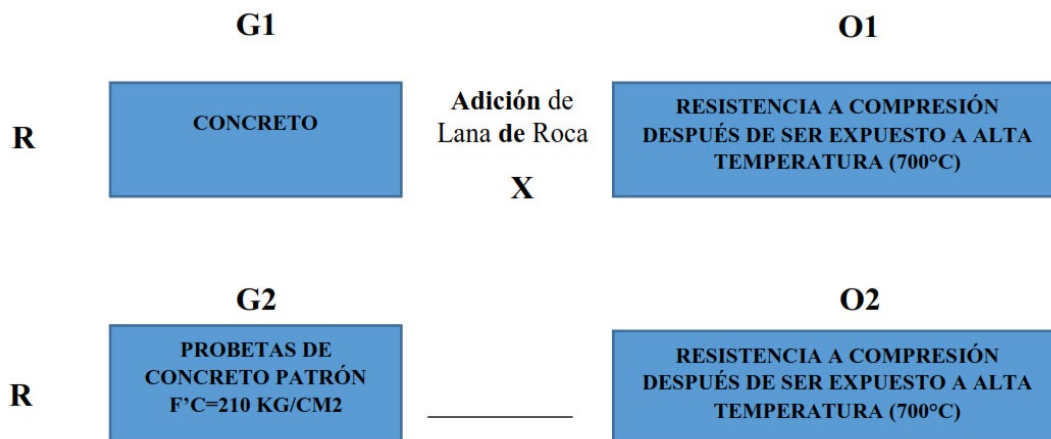 G1
O1
R
CONCRETO
Adición de
Lana de Roca
X
RESISTENCIA A COMPRESIÓN
DESPUÉS DE SER EXPUESTO A ALTA
TEMPERATURA (700°C)
G2
O2
R
PROBETAS DE
CONCRETO PATRÓN
F'C=210 KG/CM2
RESISTENCIA A COMPRESIÓN
DESPUÉS DE SER EXPUESTO A ALTA
TEMPERATURA (700°C)